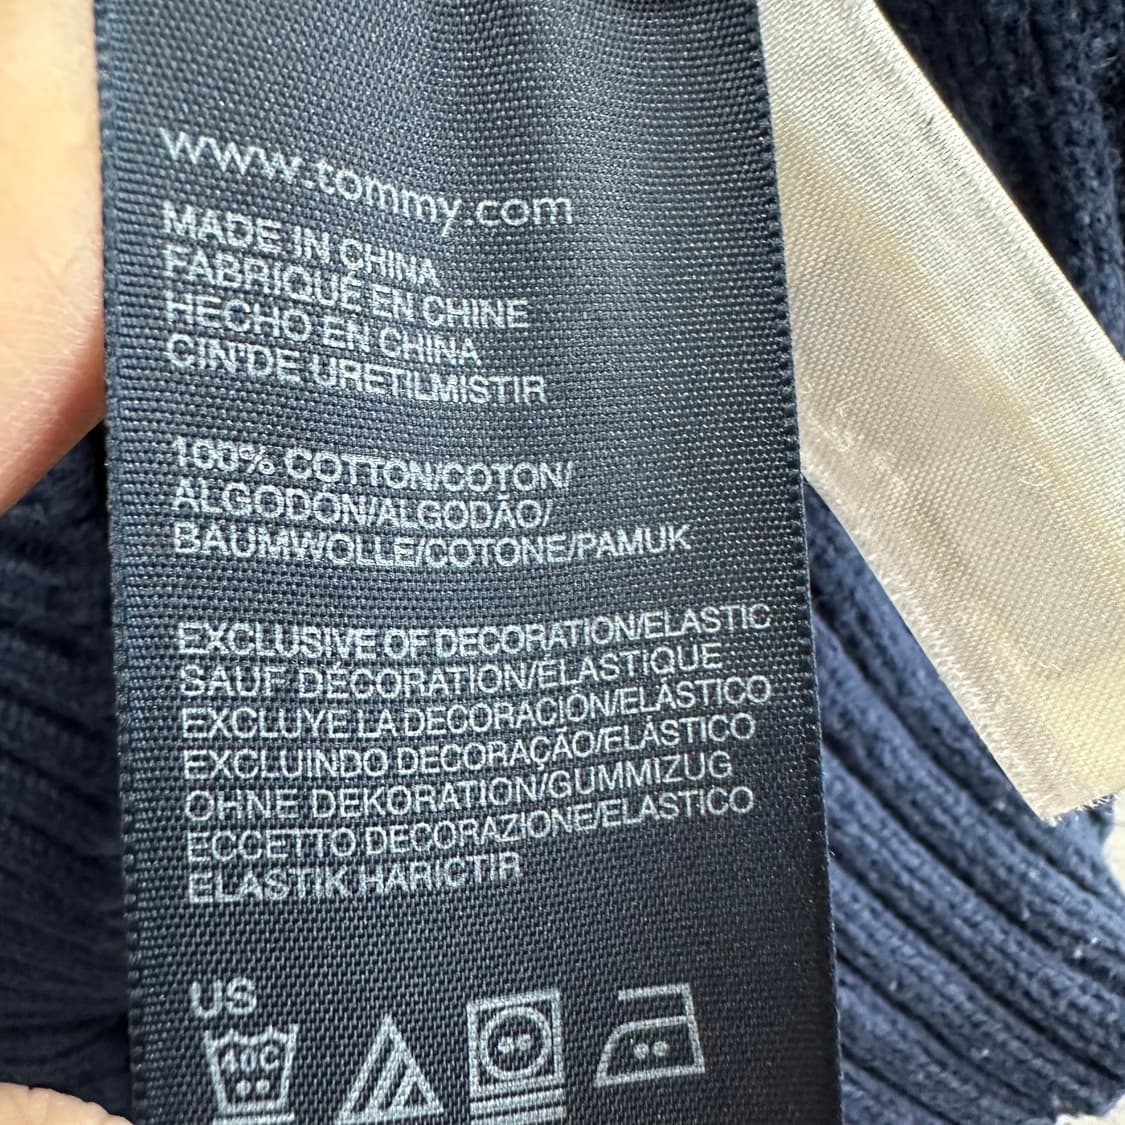 www.tommy.com
MADE IN CHINA
FABRIQUÉ EN CHINE
HECHO EN CHINA
CIN'DE URETILMISTIR
100% COTTON/COTON/
ALGODON/ALGODÃO/
BAUMWOLLE/COTONE/PAMUK
EXCLUSIVE OF DECORATION/ELASTIC
SAUF DÉCORATION/ÉLASTIQUE
EXCLUYE LA DECORACIÓN/ELÁSTICO
EXCLUINDO DECORAÇÃO/ELÁSTICO
OHNE DEKORATION/GUMMIZUG
ECCETTO DECORAZIONE/ELASTICO
ELASTIK HARICTIR
US
40C